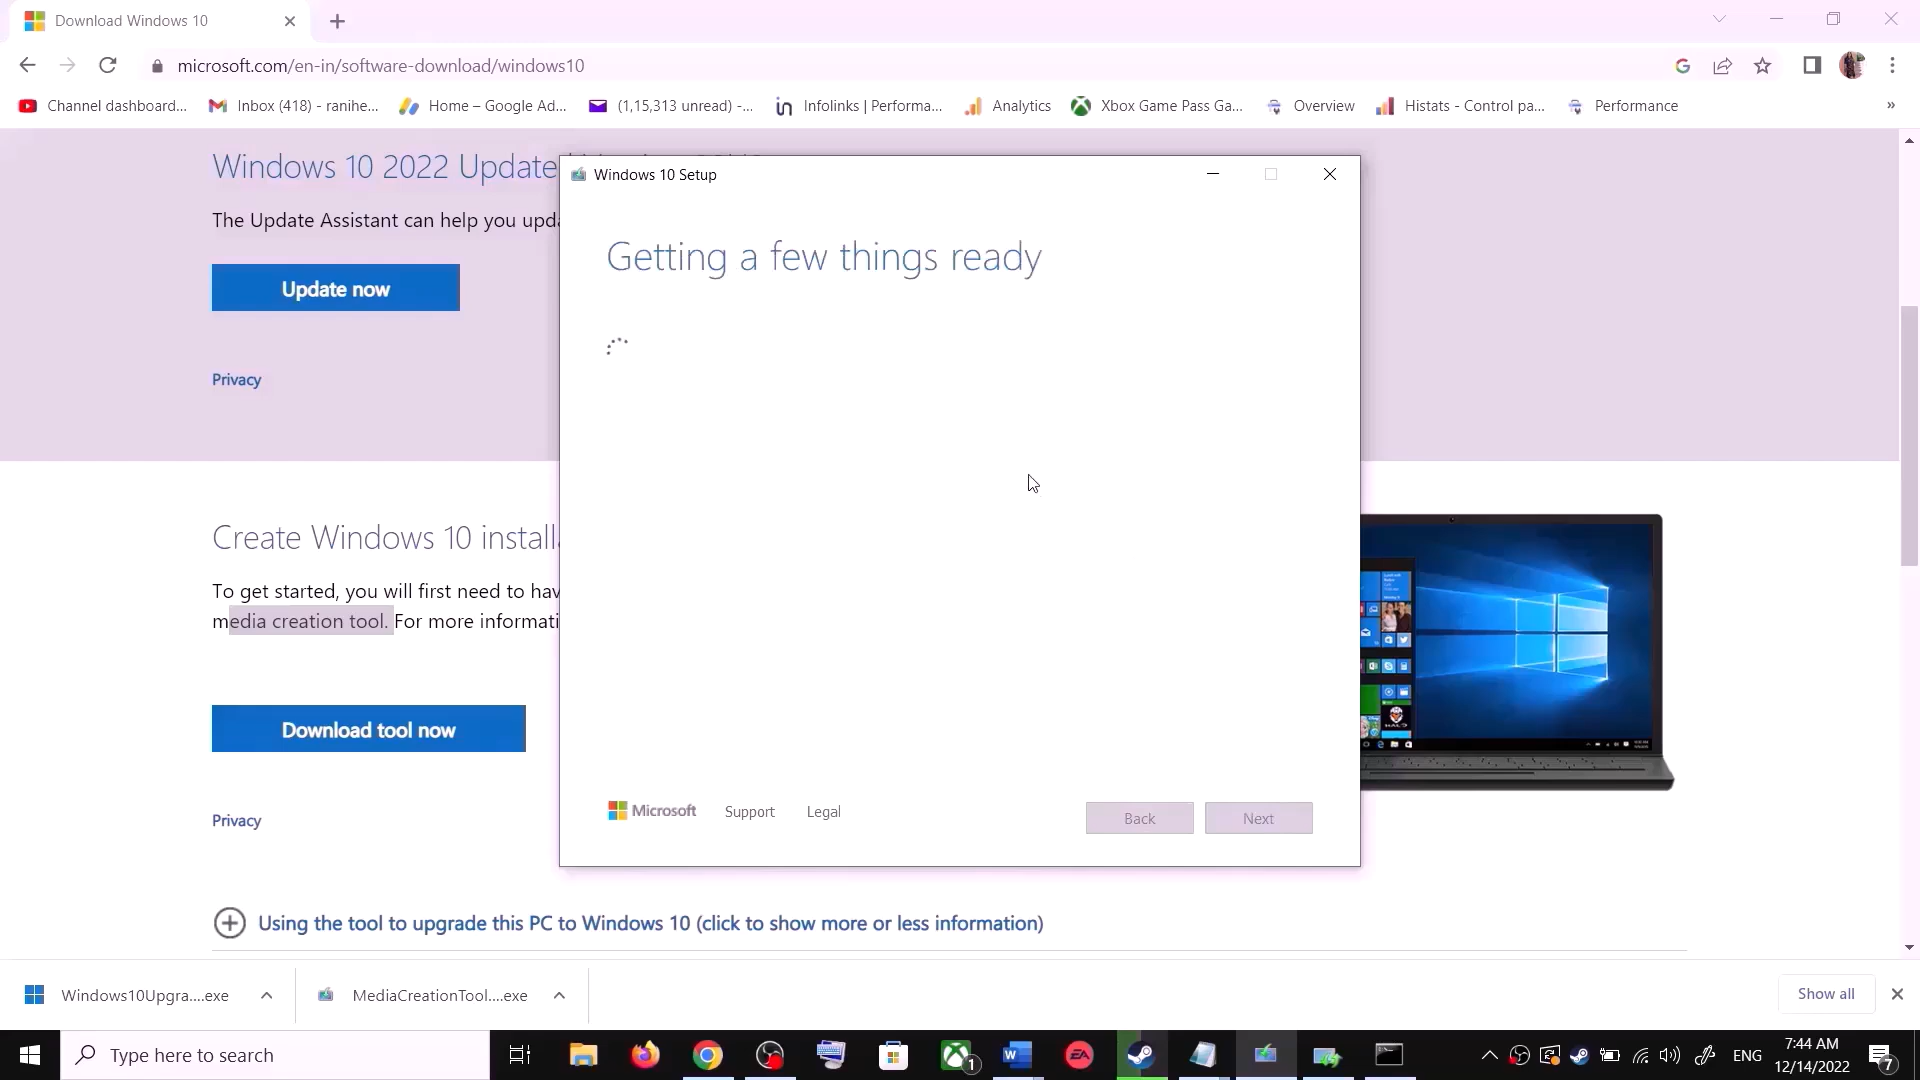 Download Windows 10
microsoft.com/en-in/software-download/windows10
Channel dashboard...
Inbox (418) - ranihe...
Home – Google Ad...
(1,15,313 unread) -...
Infolinks | Performa...
Analytics
Xbox Game Pass Ga...
Overview
Histats - Control pa...
Performance
»
Windows 10 2022 Update
The Update Assistant can help you upda
Update now
Privacy
Windows 10 Setup
Getting a few things ready
Microsoft
Support
Legal
Back
Next
Create Windows 10 installa
To get started, you will first need to hav
media creation tool. For more informati
Download tool now
Privacy
Using the tool to upgrade this PC to Windows 10 (click to show more or less information)
Windows10Upgra....exe
MediaCreationTool....exe
Show all
Type here to search
1
EA
ENG
7:44 AM
12/14/2022
7